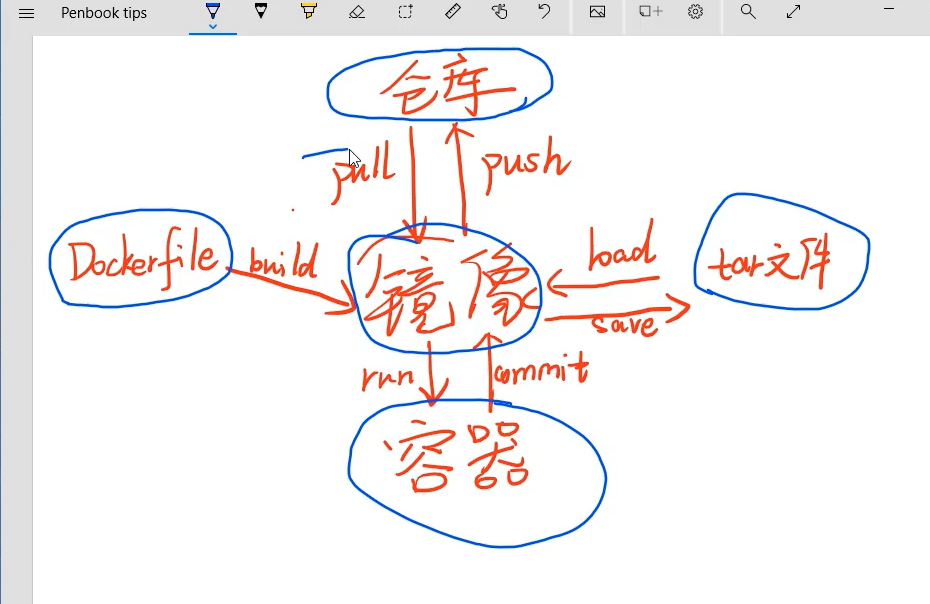 Penbook tips
仓库
pull
push
Dockerfile
build
镜像
load
tar文件
save
run
commit
容器